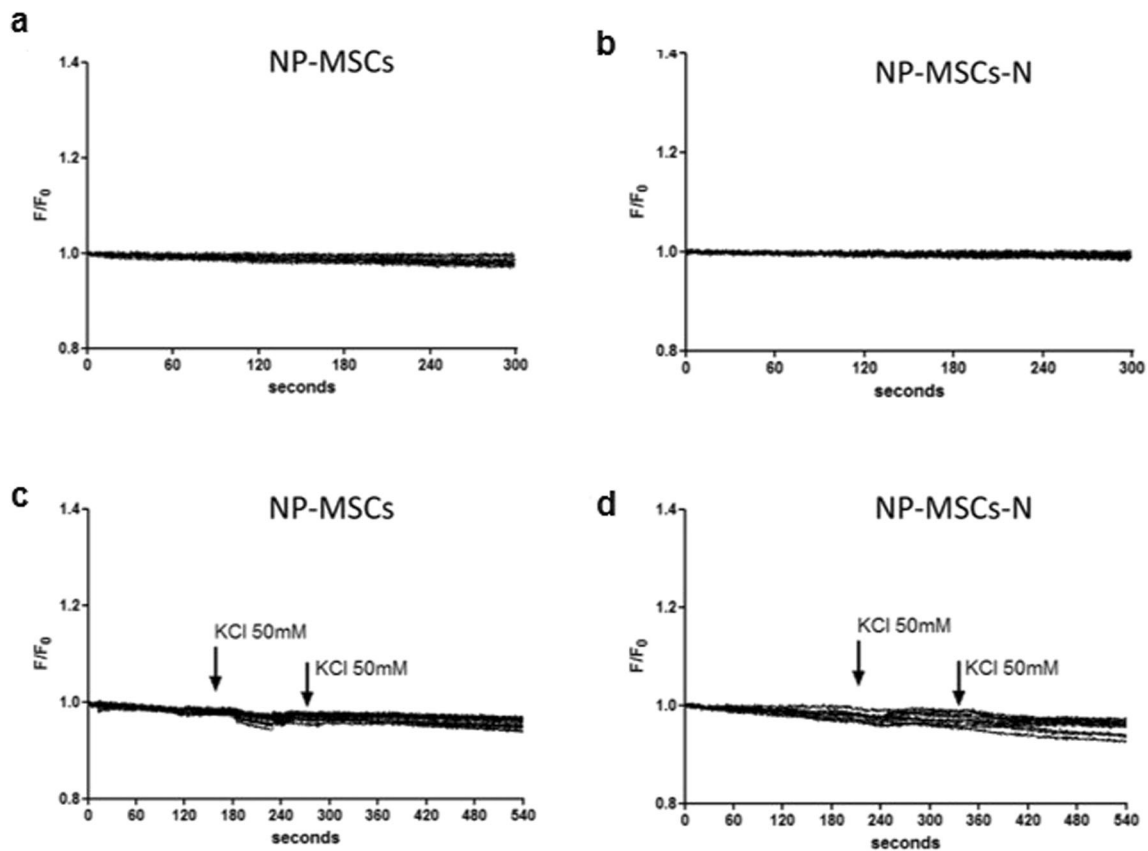 a
NP-MSCs
1.4
1.2
1.0
0.8
F/F0
0 60 120 180 240 300
seconds
b
NP-MSCs-N
1.4
1.2
1.0
0.8
F/F0
0 60 120 180 240 300
seconds
c
NP-MSCs
1.4
1.2
1.0
0.8
F/F0
KCl 50mM
KCl 50mM
0 60 120 180 240 300 360 420 480 540
seconds
d
NP-MSCs-N
1.4
1.2
1.0
0.8
F/F0
KCl 50mM
KCl 50mM
0 60 120 180 240 300 360 420 480 540
seconds